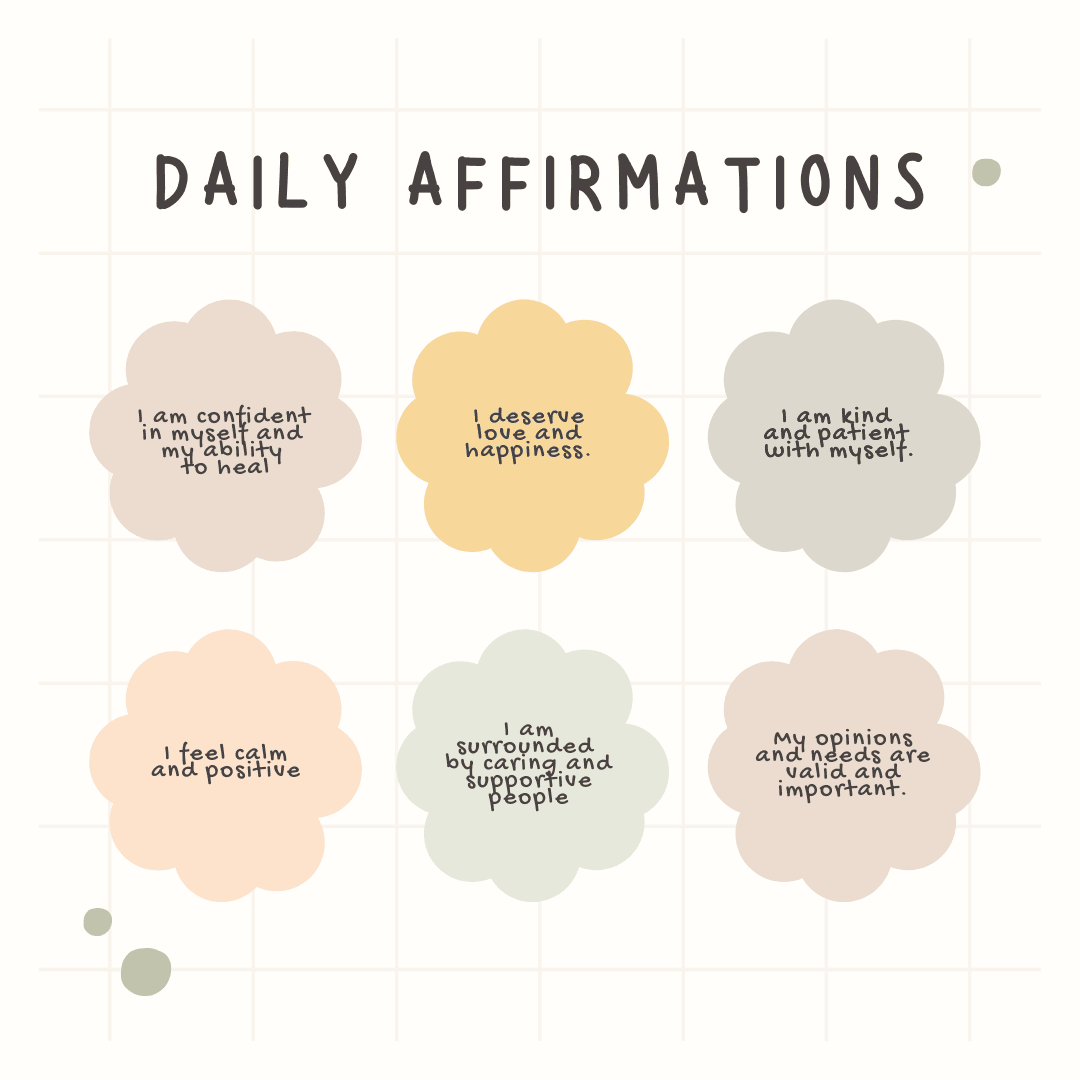 DAILY AFFIRMATIONS
I am confident
in myself and
my ability
to heal
I deserve
love and
happiness.
I am kind
and patient
with myself.
I feel calm
and positive
I am
surrounded
by caring and
supportive
people
My opinions
and needs are
valid and
important.